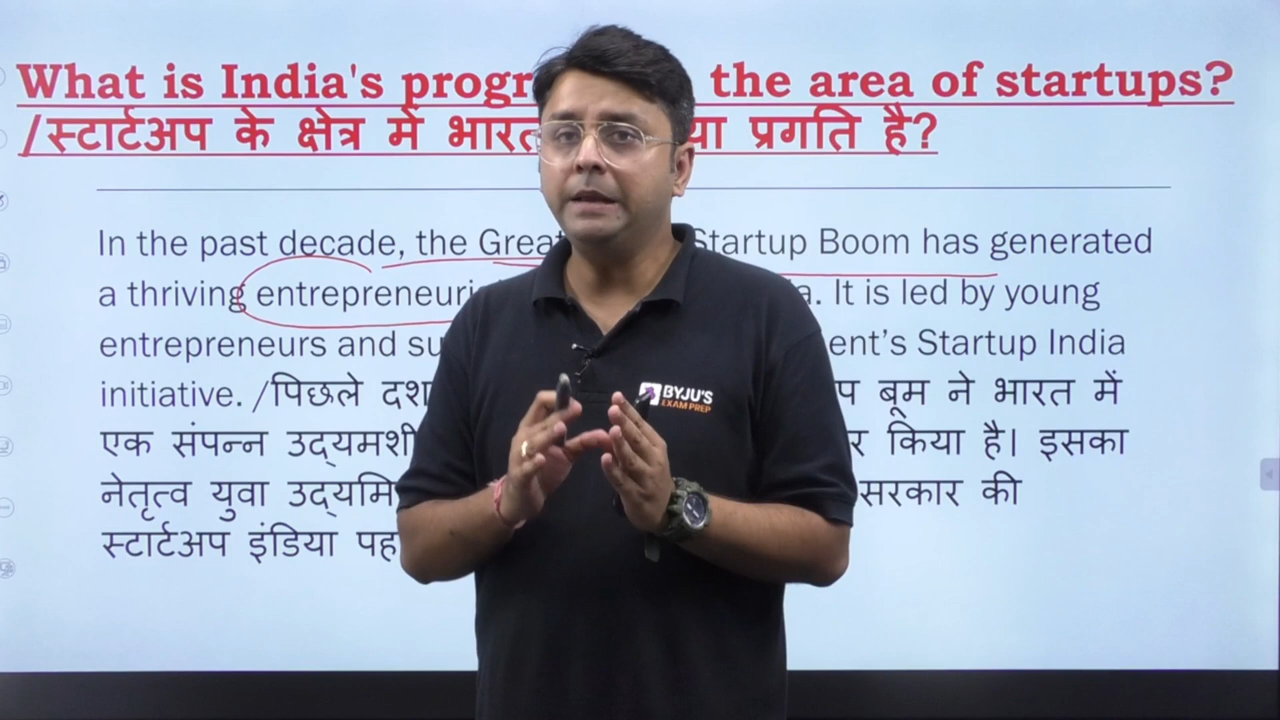 What is India's progr the area of startups?
/स्टार्टअप के क्षेत्र में भारत या प्रगति है?
In the past decade, the Grea Startup Boom has generated
a thriving entrepreneuri a. It is led by young
entrepreneurs and su ent's Startup India
initiative. /पिछले दश प बूम ने भारत में
एक संपन्न उद्यमशी र किया है। इसका
नेतृत्व युवा उद्यमि सरकार की
स्टार्टअप इंडिया पह
BYJU'S
EXAM PREP